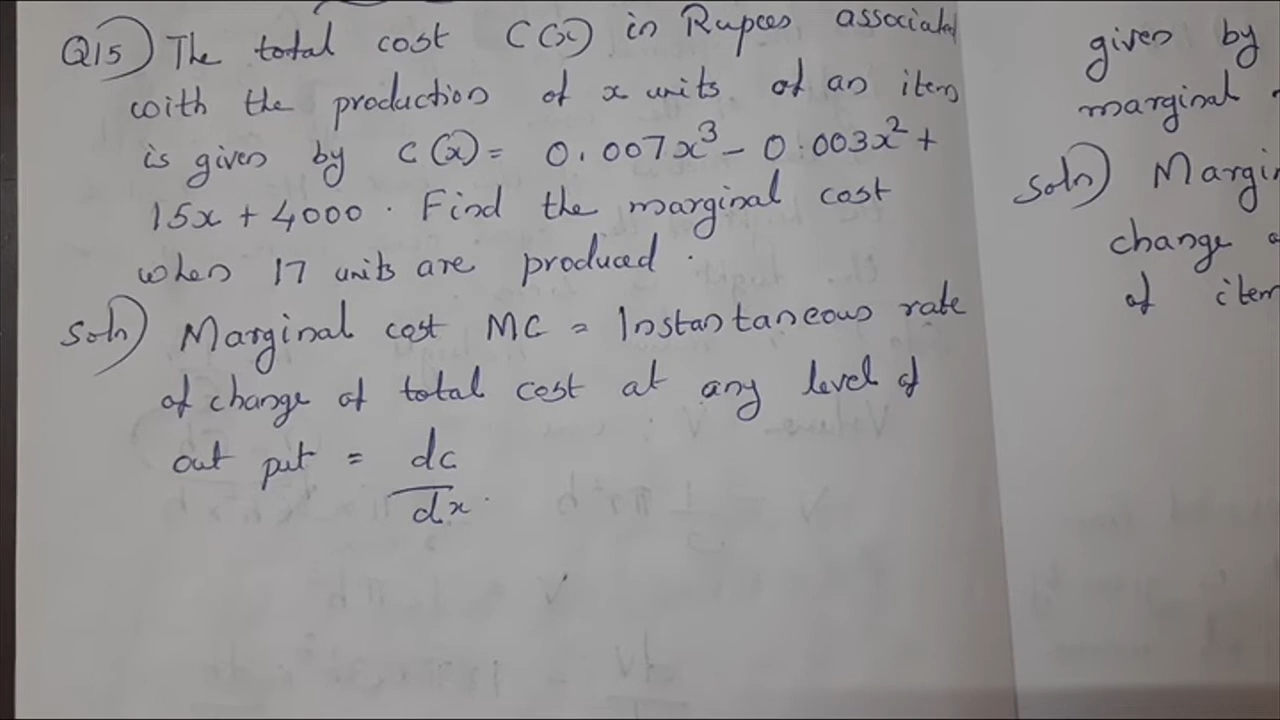 Q15) The total cost C(x) in Rupees associated
with the production of x units of an item
is given by C(x) = 0.007x³ - 0.003x² +
15x + 4000. Find the marginal cost
when 17 units are produced.
Soln) Marginal cost MC = Instantaneous rate
of change of total cost at any level of
out put = dc
dx.
given by
marginal
Soln) Margin
change
of item